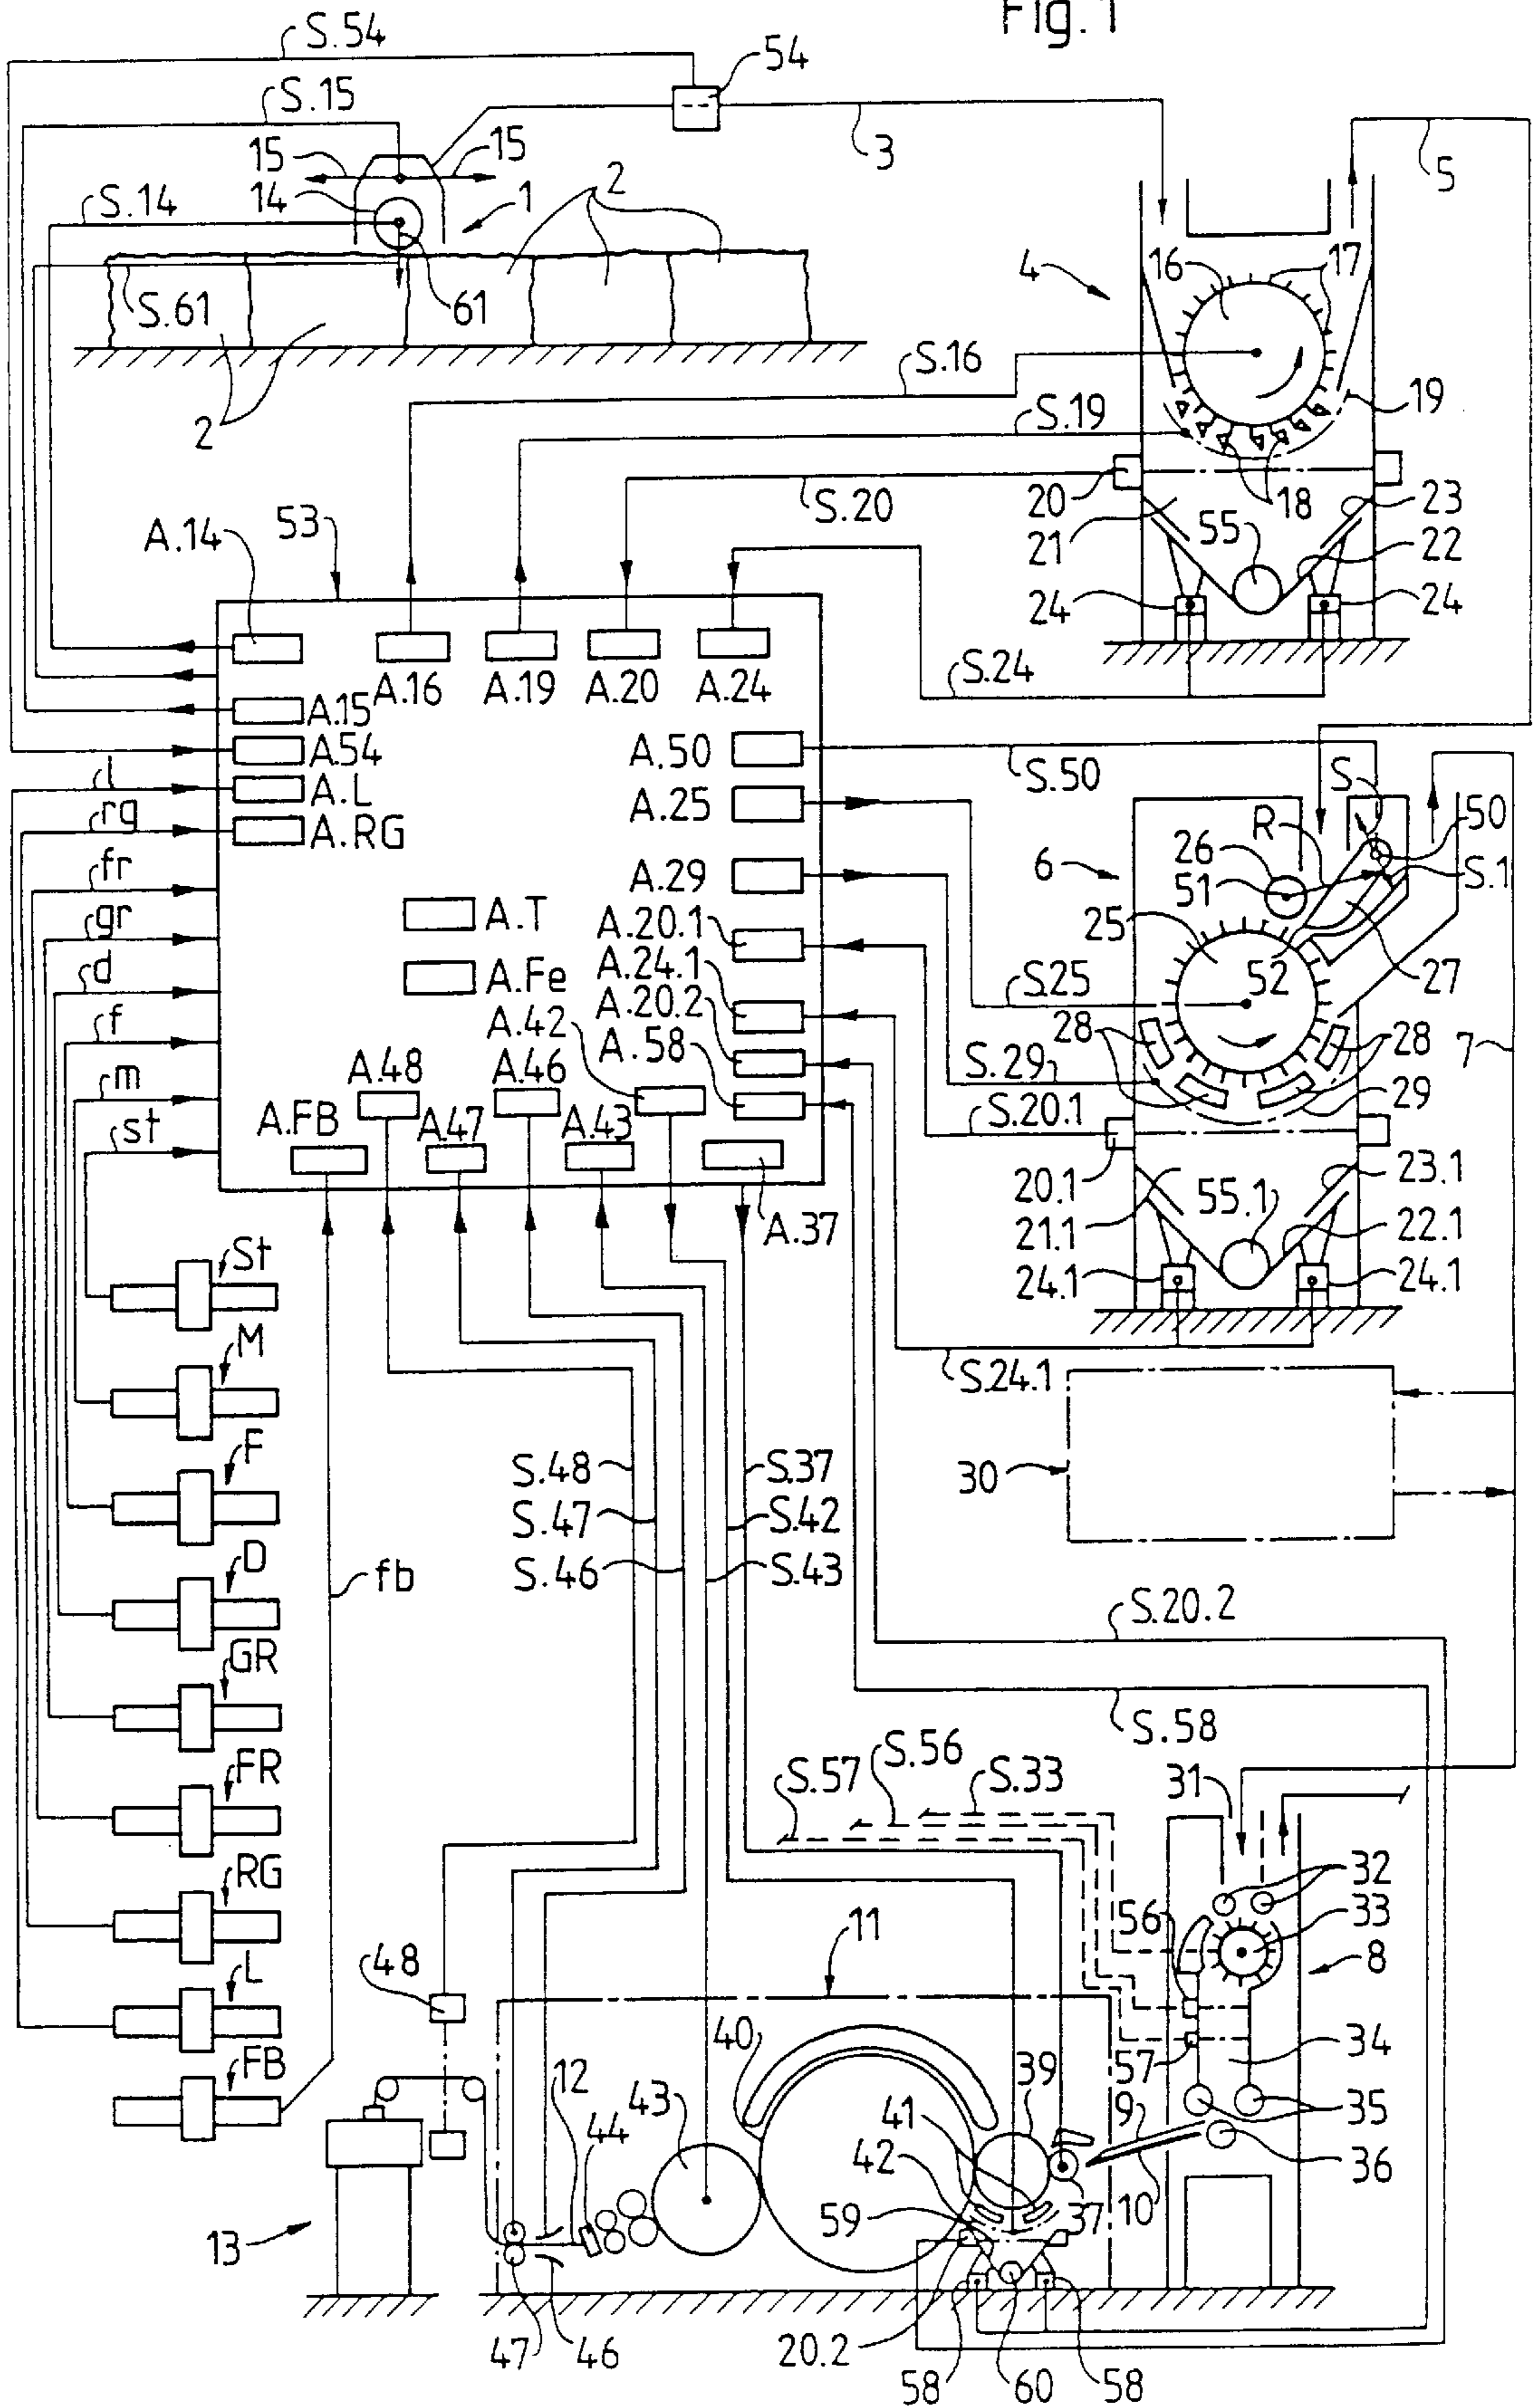 Fig. 1
S.54
54
S.15
3
5
15
15
14
2
1
S.14
16
17
4
61
S.61
S.16
19
2
S.19
20
18
23
S.20
21
55
22
A.14
53
24
24
A.16
A.19
A.20
A.24
S.24
A.15
A.54
A.50
S.50
S
l
A.L
A.25
rg
A.RG
R
50
26
S.1
fr
A.29
6
51
A.T
A.20.1
25
gr
A.24.1
52
27
d
A.Fe
A.20.2
S.25
A.42
28
28
7
f
A.58
S.29
29
A.48
A.46
m
S.20.1
A.FB
A.47
A.43
st
20.1
23.1
55.1
21.1
22.1
A.37
24.1
24.1
St
M
S.24.1
F
S.48
S.37
30
S.47
S.42
D
fb
S.46
S.43
S.20.2
GR
S.58
S.56
S.57
S.33
31
FR
32
RG
56
33
11
8
48
L
40
34
FB
12
57
39
43
41
9
35
44
42
36
59
37
10
13
47
46
20.2
58
60
58